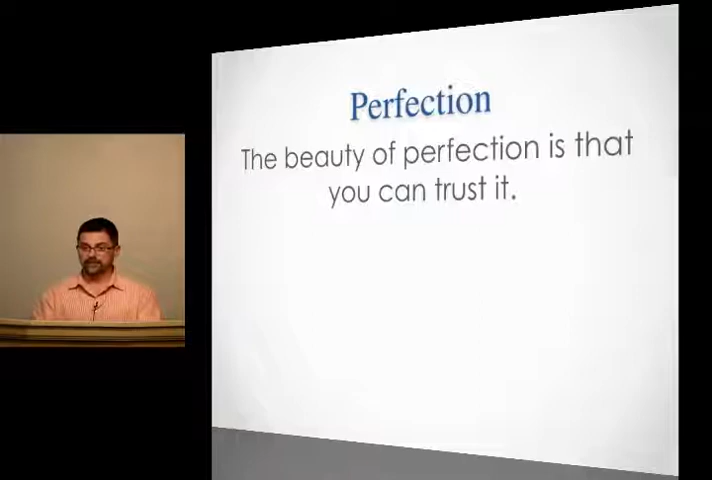 Perfection
The beauty of perfection is that
you can trust it.